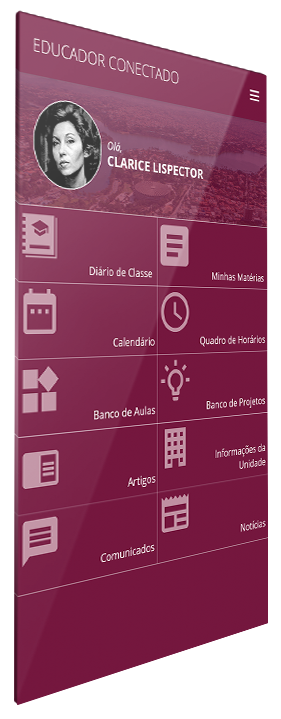 EDUCADOR CONECTADO
Olá,
CLARICE LISPECTOR
Diário de Classe
Minhas Matérias
Calendário
Quadro de Horários
Banco de Aulas
Banco de Projetos
Artigos
Informações da
Unidade
Comunicados
Notícias